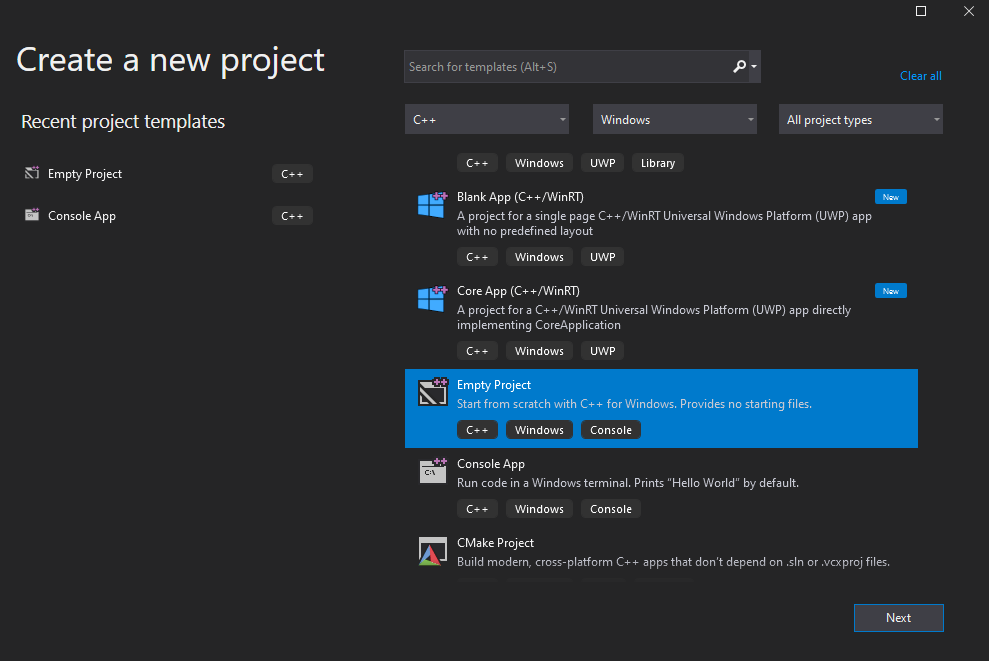 Create a new project
Recent project templates
Empty Project C++
Console App C++
Search for templates (Alt+S)
Clear all
C++ Windows All project types
C++ Windows UWP Library
Blank App (C++/WinRT) New
A project for a single page C++/WinRT Universal Windows Platform (UWP) app
with no predefined layout
C++ Windows UWP
Core App (C++/WinRT) New
A project for a C++/WinRT Universal Windows Platform (UWP) app directly
implementing CoreApplication
C++ Windows UWP
Empty Project
Start from scratch with C++ for Windows. Provides no starting files.
C++ Windows Console
Console App
Run code in a Windows terminal. Prints "Hello World" by default.
C++ Windows Console
CMake Project
Build modern, cross-platform C++ apps that don't depend on .sln or .vcxproj files.
Next